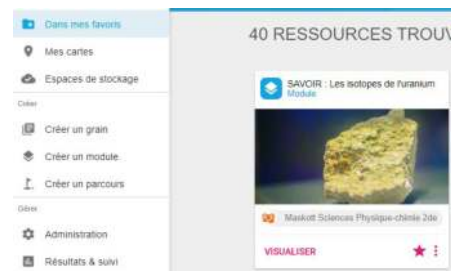 Dans mes favoris
Mes cartes
Espaces de stockage
Créer
Créer un grain
Créer un module
Créer un parcours
Gérer
Administration
Résultats & suivi
40 RESSOURCES TROUV
SAVOIR : Les isotopes de l'uranium
Module
Maskott Sciences Physique-chimie 2de
VISUALISER